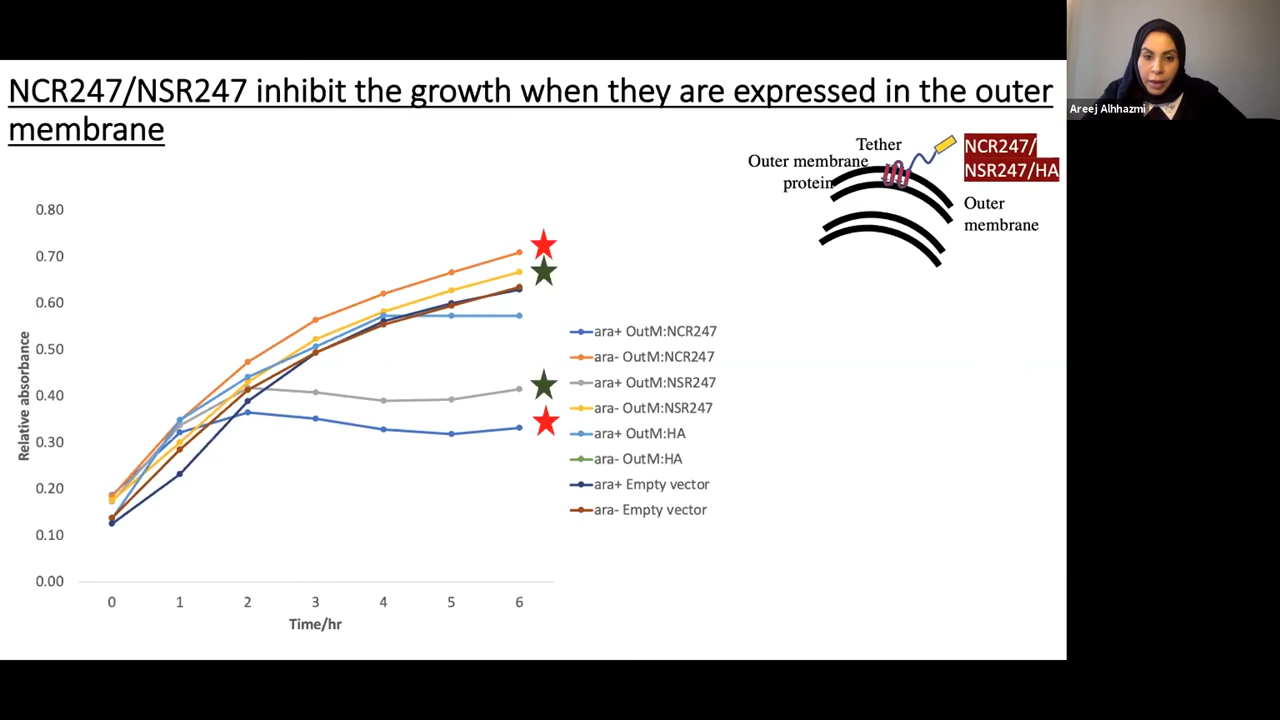 NCR247/NSR247 inhibit the growth when they are expressed in the outer
membrane
Areej Alhhazmi
Tether
Outer membrane
protein
NCR247/
NSR247/HA
Outer
membrane
0.80
0.70
0.60
0.50
0.40
0.30
0.20
0.10
0.00
Relative absorbance
0 1 2 3 4 5 6
Time/hr
ara+ OutM:NCR247
ara- OutM:NCR247
ara+ OutM:NSR247
ara- OutM:NSR247
ara+ OutM:HA
ara- OutM:HA
ara+ Empty vector
ara- Empty vector